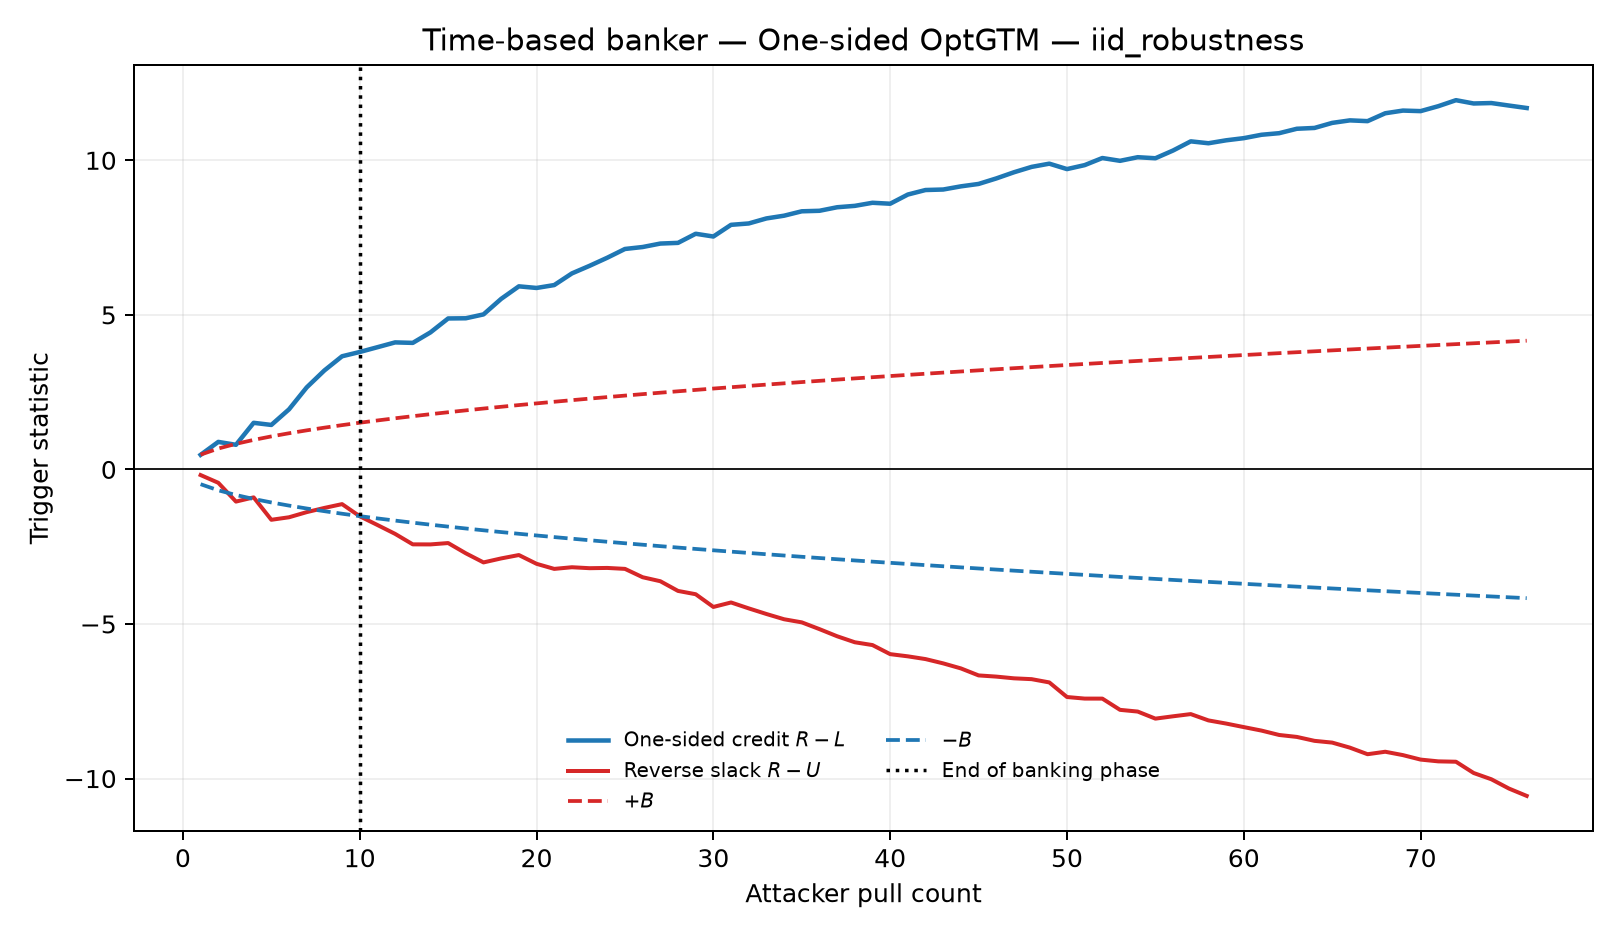 Time-based banker — One-sided OptGTM — iid_robustness
Trigger statistic
10
5
0
−5
−10
One-sided credit R − L
Reverse slack R − U
+B
−B
End of banking phase
0 10 20 30 40 50 60 70
Attacker pull count